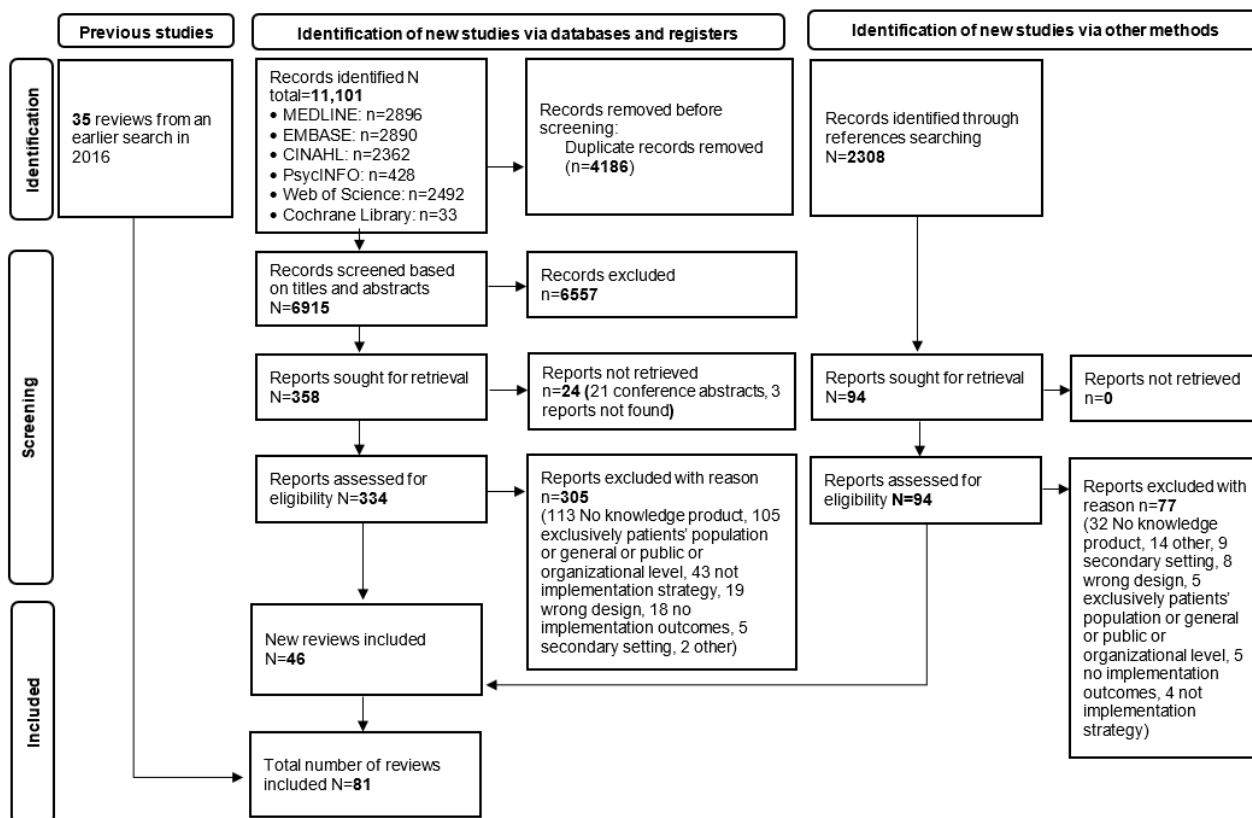 Previous studies
Identification of new studies via databases and registers
Identification of new studies via other methods
Identification
35 reviews from an
earlier search in
2016
Records identified N
total=11,101
• MEDLINE: n=2896
• EMBASE: n=2890
• CINAHL: n=2362
• PsycINFO: n=428
• Web of Science: n=2492
• Cochrane Library: n=33
Records removed before
screening:
Duplicate records removed
(n=4186)
Records identified through
references searching
N=2308
Screening
Records screened based
on titles and abstracts
N=6915
Records excluded
n=6557
Reports sought for retrieval
N=358
Reports not retrieved
n=24 (21 conference abstracts, 3
reports not found)
Reports sought for retrieval
N=94
Reports not retrieved
n=0
Reports assessed for
eligibility N=334
Reports excluded with reason
n=305
(113 No knowledge product, 105
exclusively patients' population
or general or public or
organizational level, 43 not
implementation strategy, 19
wrong design, 18 no
implementation outcomes, 5
secondary setting, 2 other)
Reports assessed for
eligibility N=94
Reports excluded with
reason n=77
(32 No knowledge
product, 14 other, 9
secondary setting, 8
wrong design, 5
exclusively patients'
population or general
or public or
organizational level, 5
no implementation
outcomes, 4 not
implementation
strategy)
Included
New reviews included
N=46
Total number of reviews
included N=81